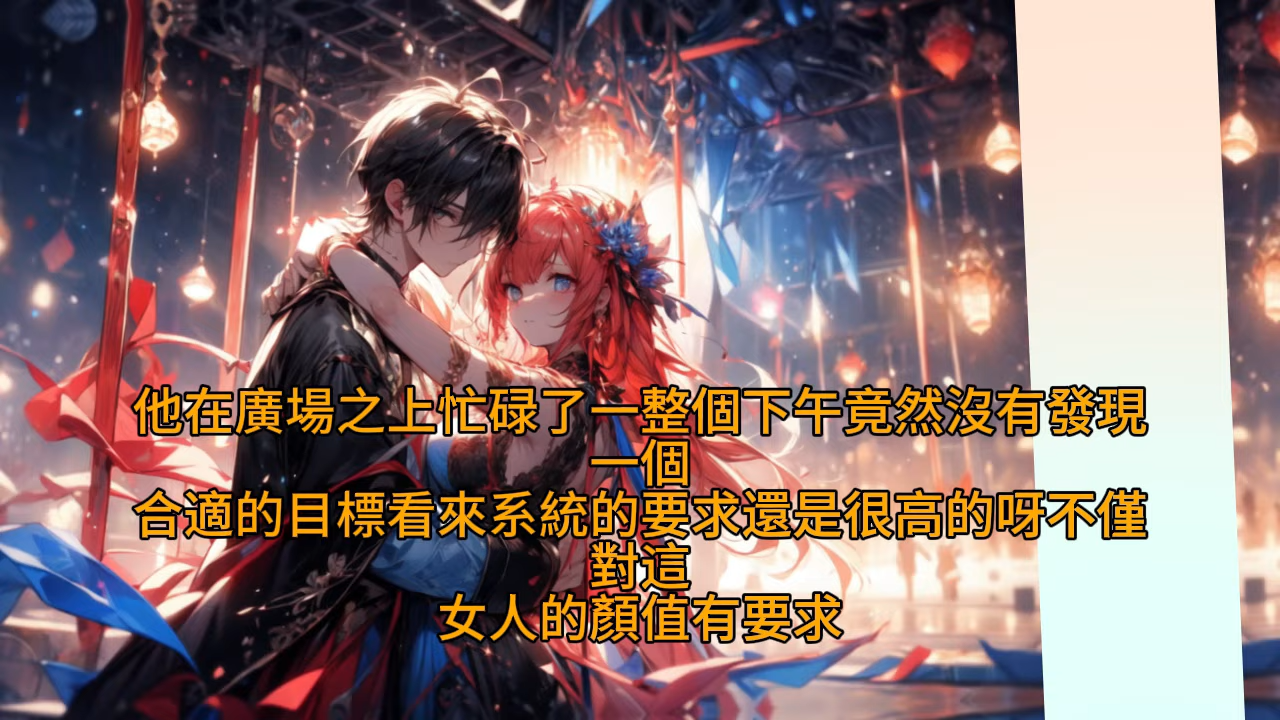 他在廣場之上忙碌了一整個下午竟然沒有發現
一個
合適的目標看來系統的要求還是很高的呀不僅
對這
女人的顏值有要求